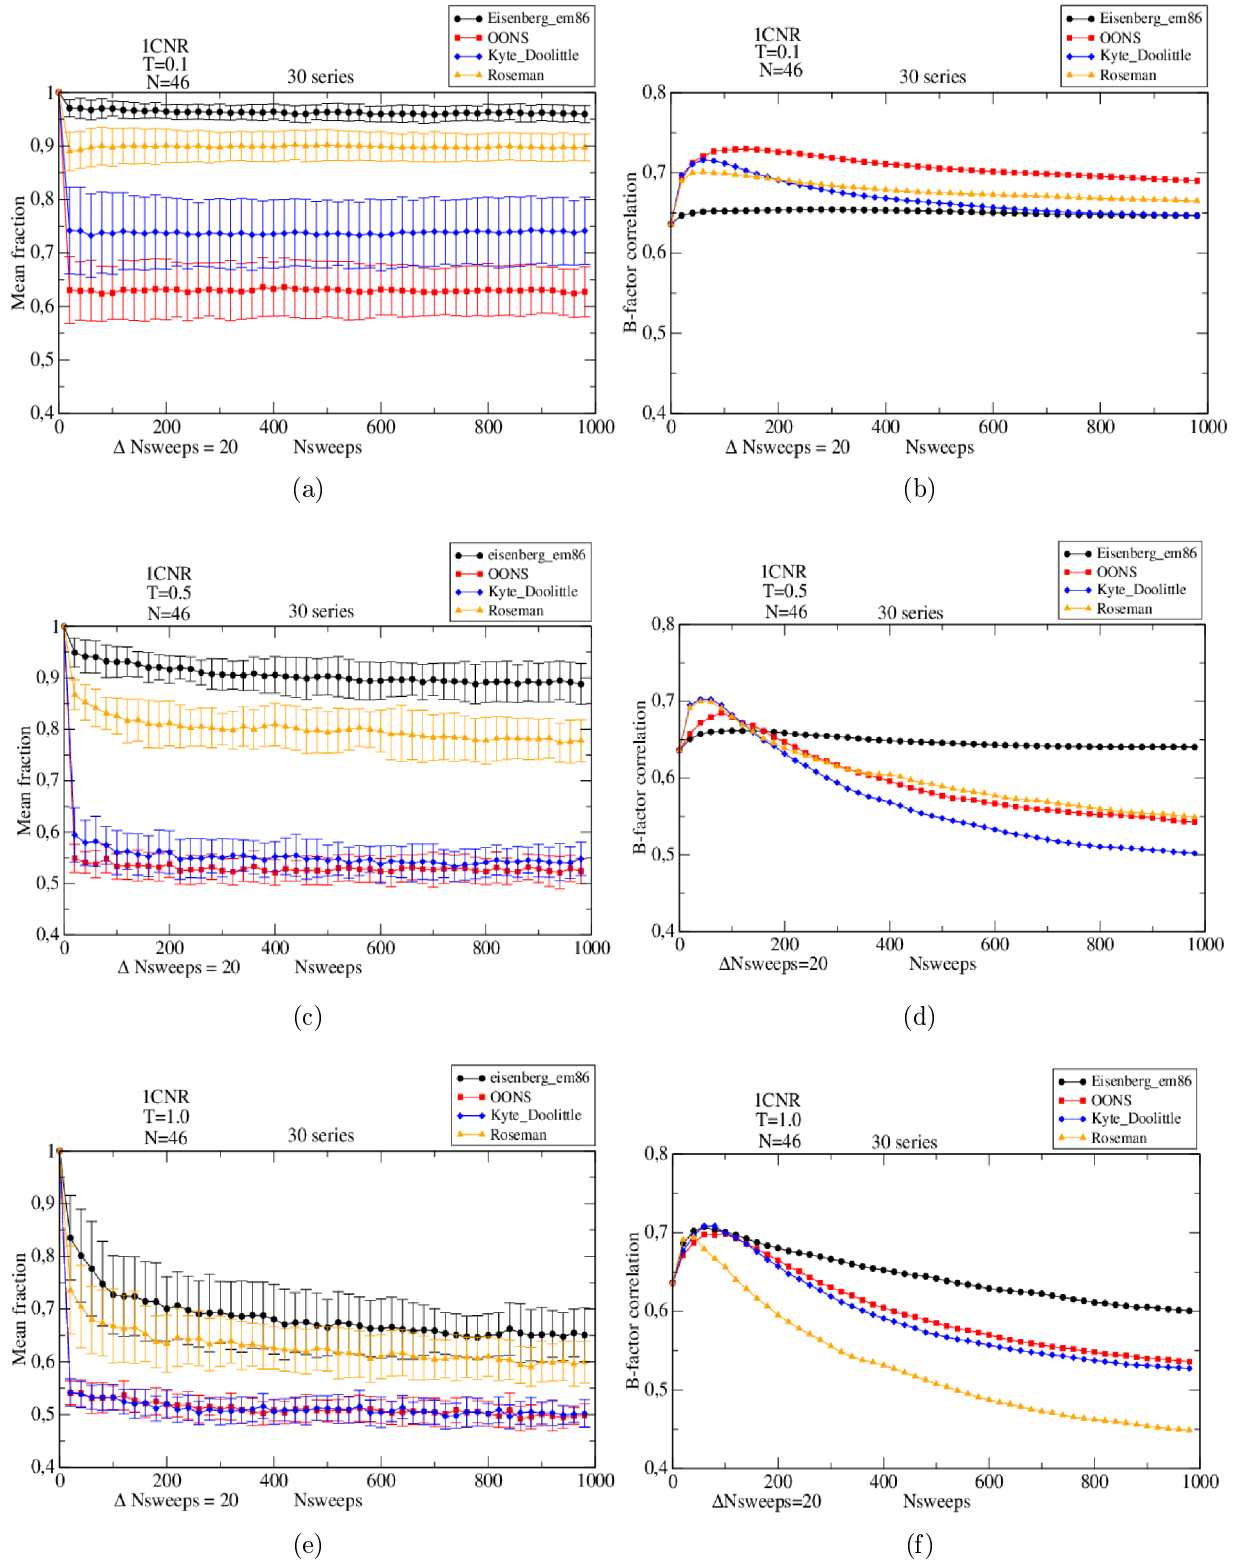 Eisenberg_em86
OONS
Kyte_Doolittle
Roseman
1CNR
T=0.1
N=46
30 series
1
0,9
0,8
0,7
0,6
0,5
0,4
Mean fraction
0 200 400 600 800 1000
Δ Nsweeps = 20 Nsweeps
(a)
Eisenberg_em86
OONS
Kyte_Doolittle
Roseman
1CNR
T=0.1
N=46
30 series
0,8
0,7
0,6
0,5
0,4
B-factor correlation
0 200 400 600 800 1000
Δ Nsweeps = 20 Nsweeps
(b)
eisenberg_em86
OONS
Kyte_Doolittle
Roseman
1CNR
T=0.5
N=46
30 series
1
0,9
0,8
0,7
0,6
0,5
0,4
Mean fraction
0 200 400 600 800 1000
Δ Nsweeps = 20 Nsweeps
(c)
Eisenberg_em86
OONS
Kyte_Doolittle
Roseman
1CNR
T=0.5
N=46
30 series
0,8
0,7
0,6
0,5
0,4
B-factor correlation
0 200 400 600 800 1000
ΔNsweeps=20 Nsweeps
(d)
eisenberg_em86
OONS
Kyte_Doolittle
Roseman
1CNR
T=1.0
N=46
30 series
1
0,9
0,8
0,7
0,6
0,5
0,4
Mean fraction
0 200 400 600 800 1000
Δ Nsweeps = 20 Nsweeps
(e)
Eisenberg_em86
OONS
Kyte_Doolittle
Roseman
1CNR
T=1.0
N=46
30 series
0,8
0,7
0,6
0,5
0,4
B-factor correlation
0 200 400 600 800 1000
ΔNsweeps=20 Nsweeps
(f)